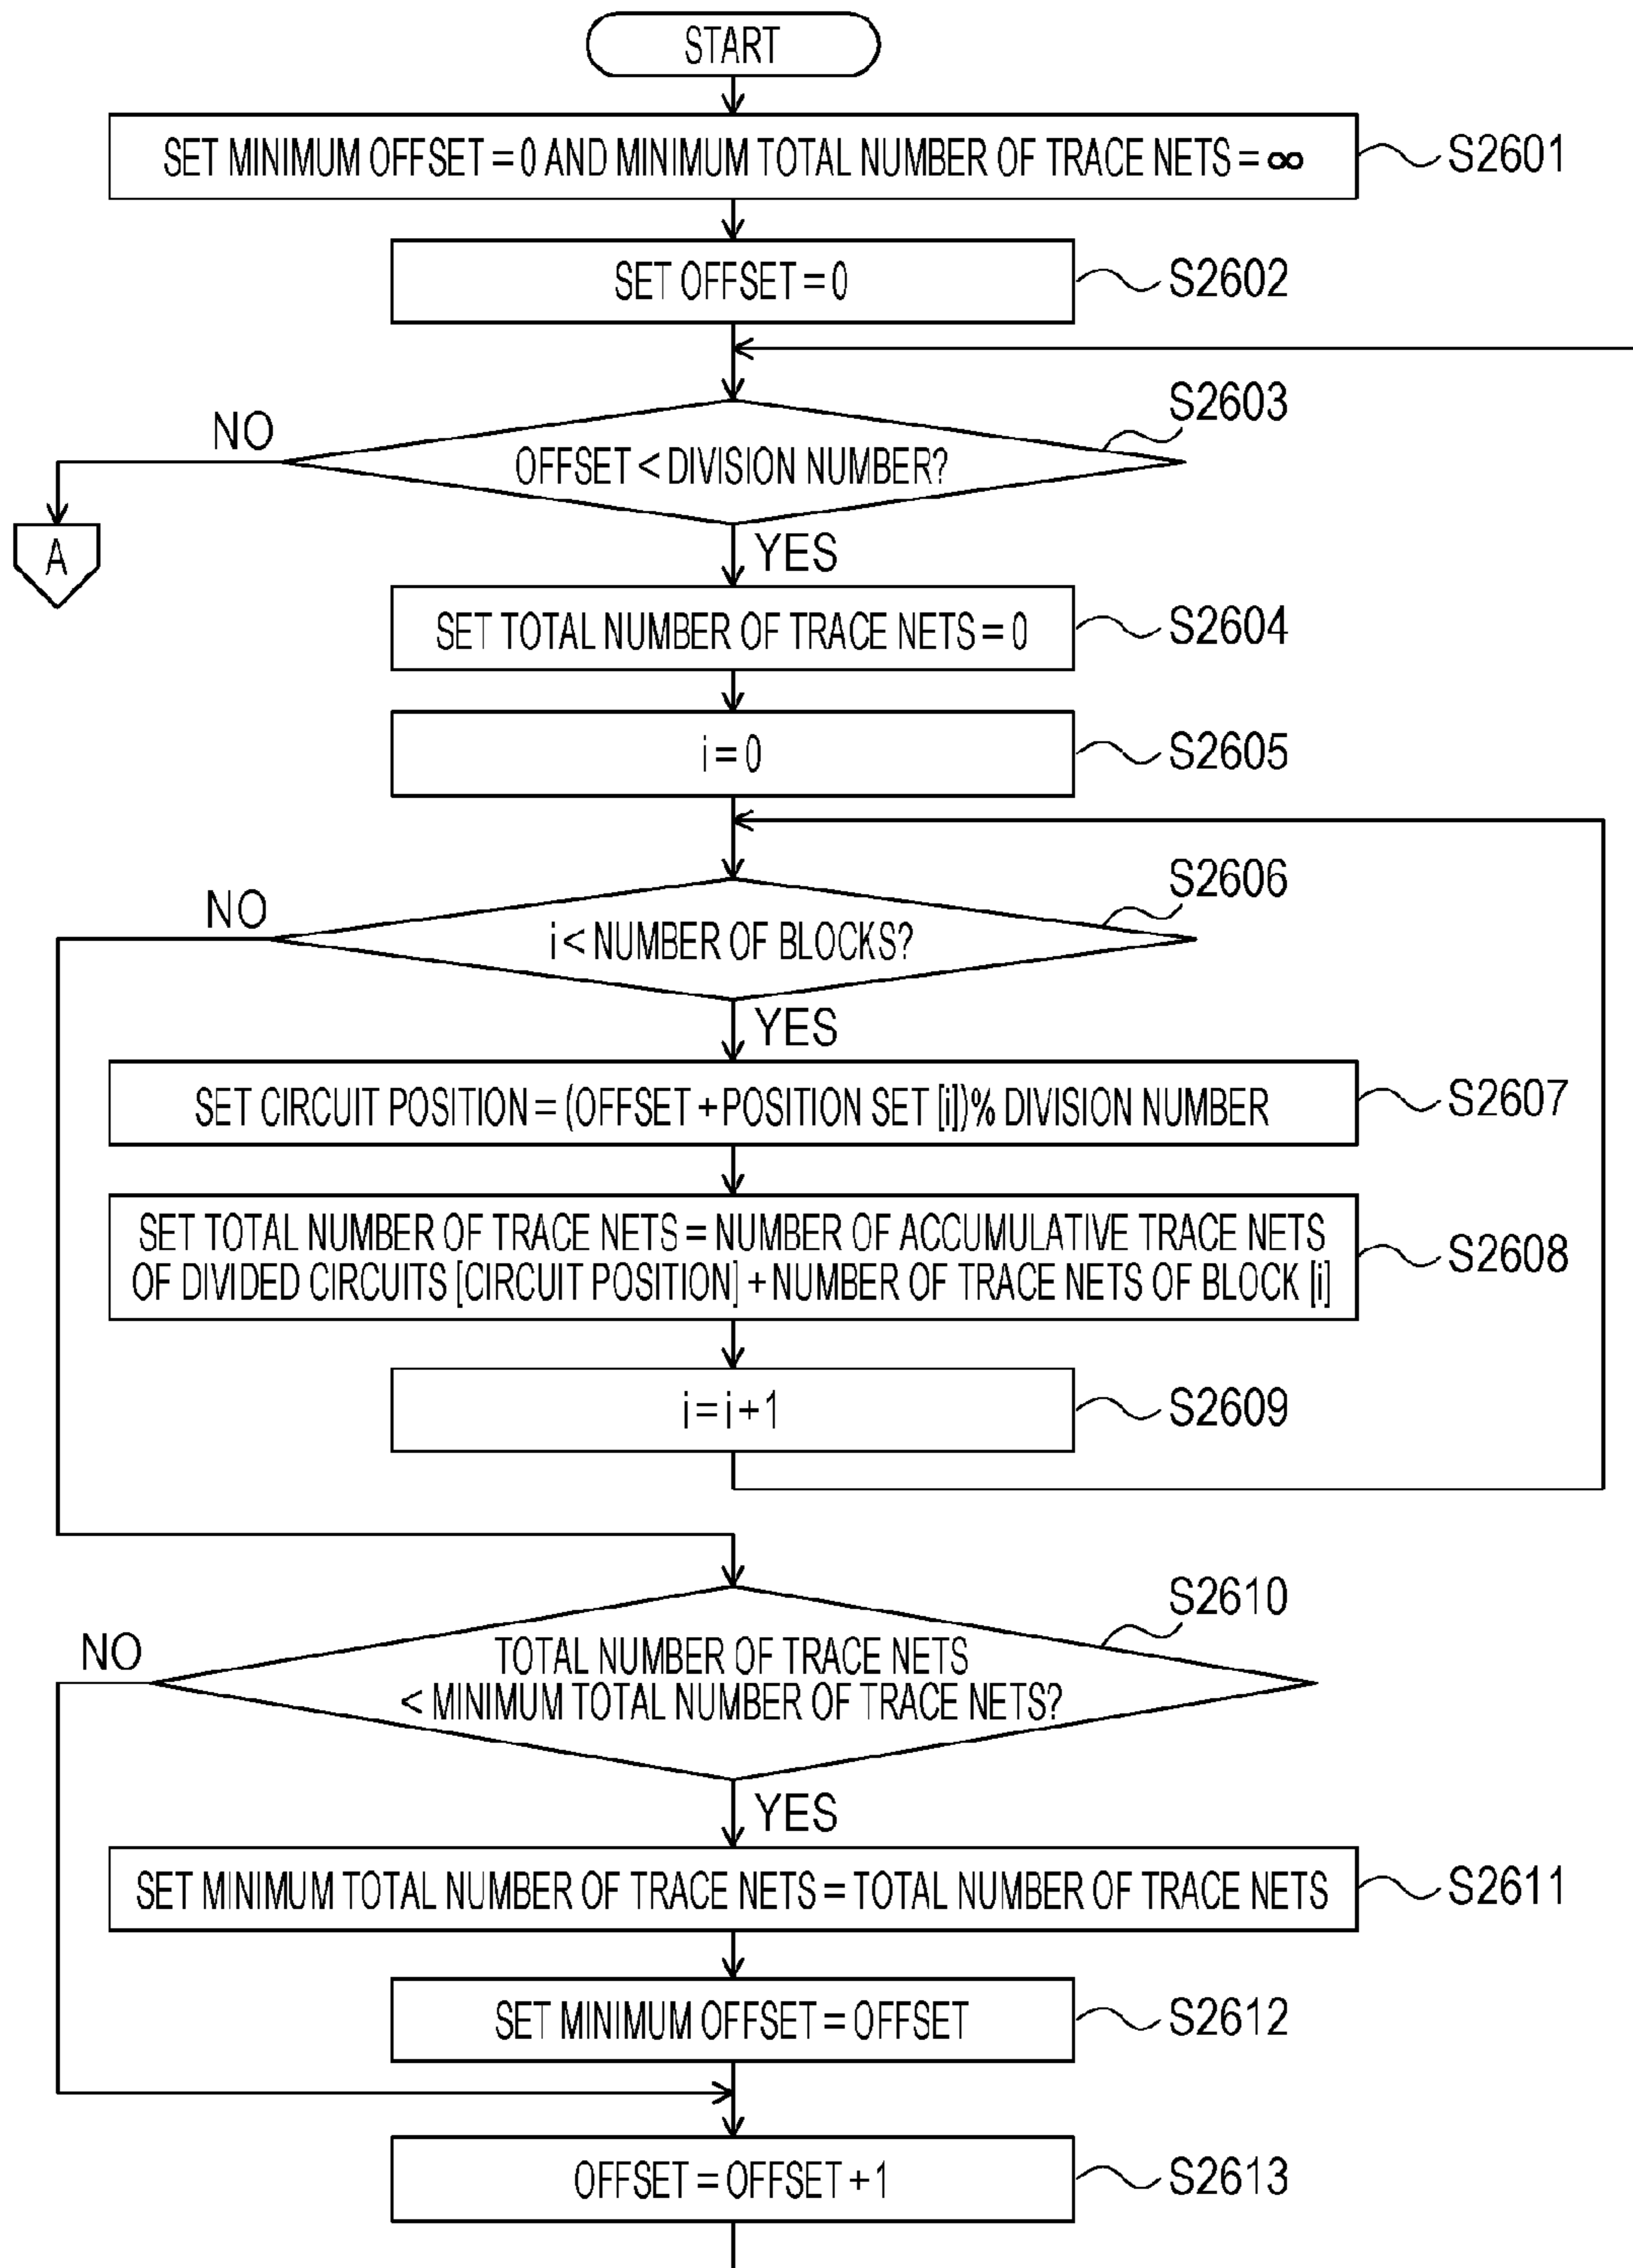 START
SET MINIMUM OFFSET = 0 AND MINIMUM TOTAL NUMBER OF TRACE NETS = ∞
S2601
SET OFFSET = 0
S2602
S2603
NO
OFFSET < DIVISION NUMBER?
A
YES
SET TOTAL NUMBER OF TRACE NETS = 0
S2604
i = 0
S2605
S2606
NO
i < NUMBER OF BLOCKS?
YES
SET CIRCUIT POSITION = (OFFSET + POSITION SET [i]) % DIVISION NUMBER
S2607
SET TOTAL NUMBER OF TRACE NETS = NUMBER OF ACCUMULATIVE TRACE NETS
OF DIVIDED CIRCUITS [CIRCUIT POSITION] + NUMBER OF TRACE NETS OF BLOCK [i]
S2608
i = i + 1
S2609
S2610
NO
TOTAL NUMBER OF TRACE NETS
< MINIMUM TOTAL NUMBER OF TRACE NETS?
YES
SET MINIMUM TOTAL NUMBER OF TRACE NETS = TOTAL NUMBER OF TRACE NETS
S2611
SET MINIMUM OFFSET = OFFSET
S2612
OFFSET = OFFSET + 1
S2613